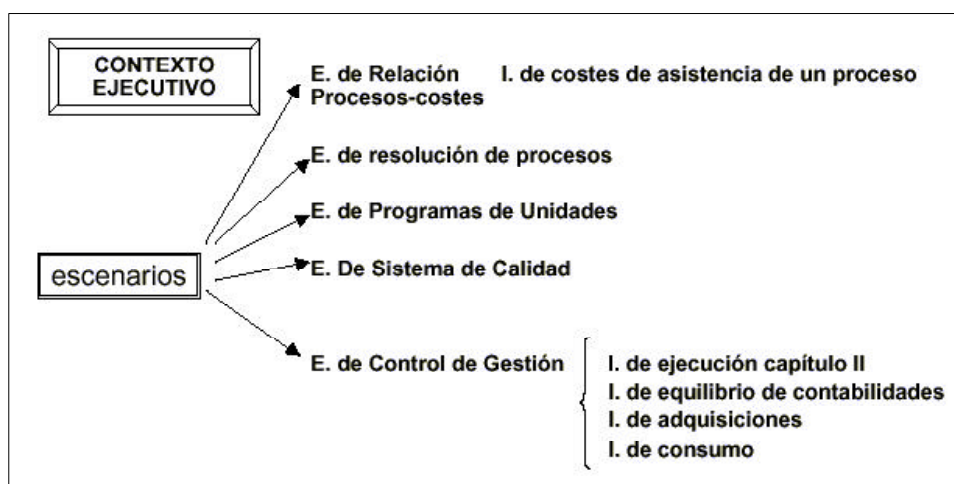 CONTEXTO
EJECUTIVO
E. de Relación I. de costes de asistencia de un proceso
Procesos-costes
E. de resolución de procesos
E. de Programas de Unidades
E. De Sistema de Calidad
escenarios
E. de Control de Gestión
I. de ejecución capítulo II
I. de equilibrio de contabilidades
I. de adquisiciones
I. de consumo